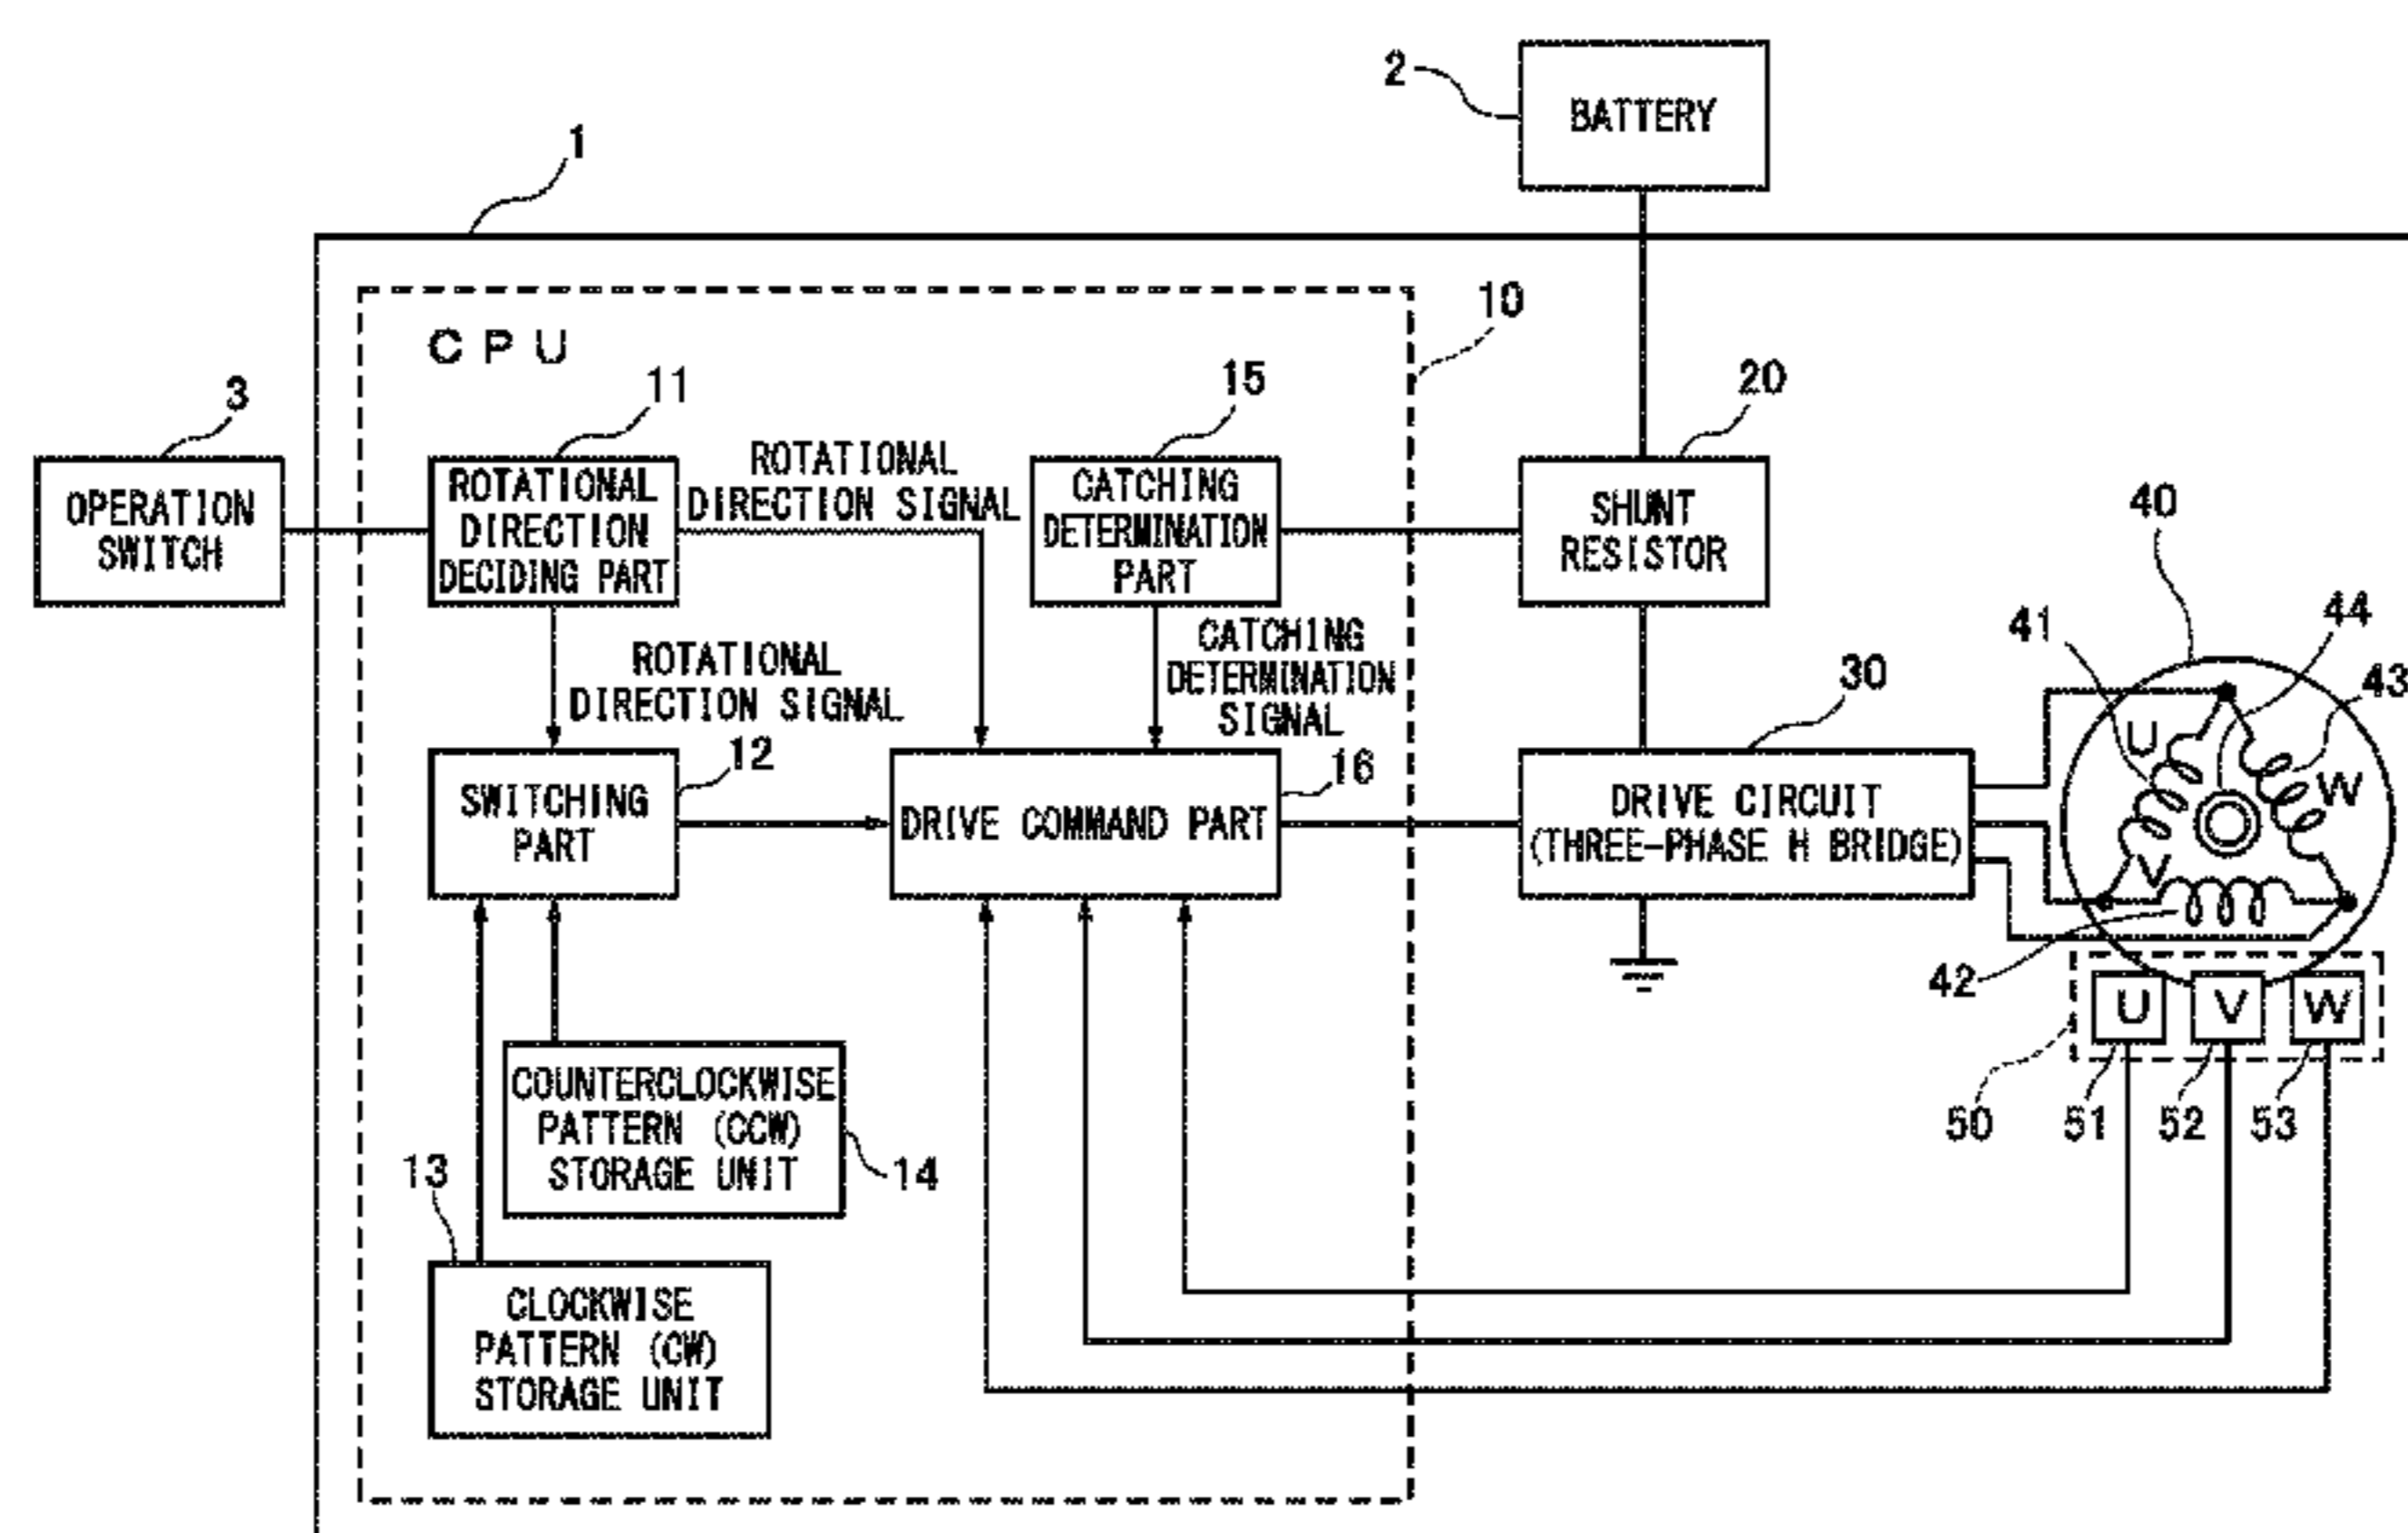 2
BATTERY
1
10
CPU
3
11
15
20
OPERATION
SWITCH
ROTATIONAL
DIRECTION
DECIDING PART
ROTATIONAL
DIRECTION SIGNAL
CATCHING
DETERMINATION
PART
SHUNT
RESISTOR
40
41
44
43
ROTATIONAL
DIRECTION SIGNAL
CATCHING
DETERMINATION
SIGNAL
12
16
30
SWITCHING
PART
DRIVE COMMAND PART
DRIVE CIRCUIT
(THREE-PHASE H BRIDGE)
U
W
V
42
U
V
W
50
51
52
53
COUNTERCLOCKWISE
PATTERN (CCW)
STORAGE UNIT
14
13
CLOCKWISE
PATTERN (CW)
STORAGE UNIT